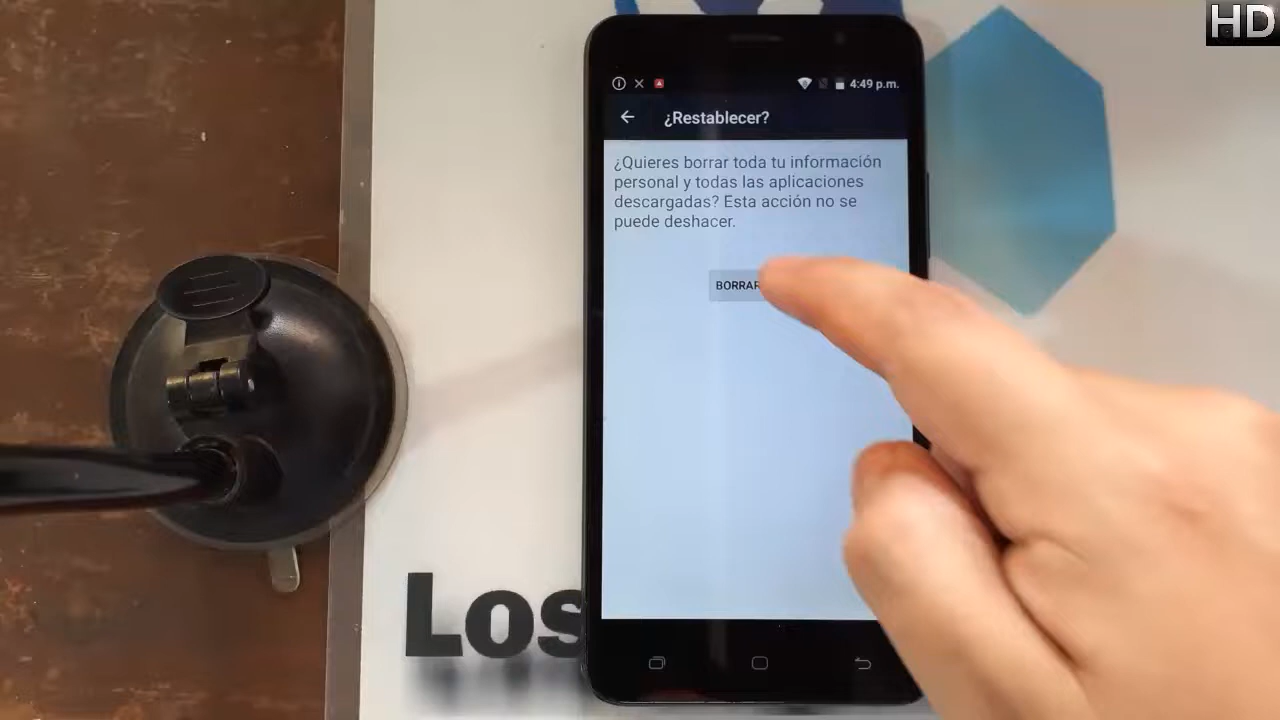 HD
4:49 p.m.
¿Restablecer?
¿Quieres borrar toda tu información
personal y todas las aplicaciones
descargadas? Esta acción no se
puede deshacer.
BORRAR
Los